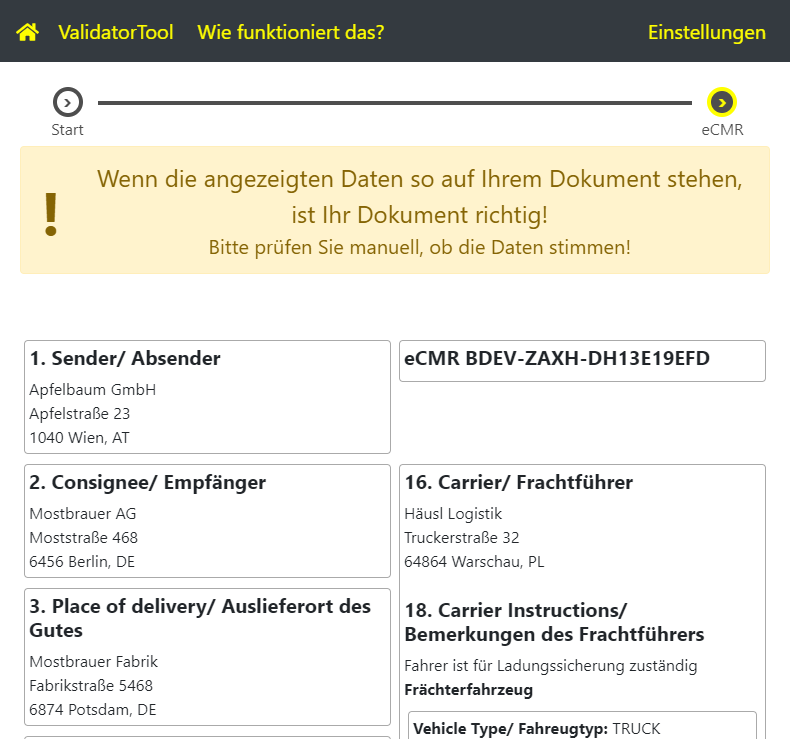 ValidatorTool Wie funktioniert das? Einstellungen
Start eCMR
Wenn die angezeigten Daten so auf Ihrem Dokument stehen,
ist Ihr Dokument richtig!
Bitte prüfen Sie manuell, ob die Daten stimmen!
1. Sender/ Absender
Apfelbaum GmbH
Apfelstraße 23
1040 Wien, AT
eCMR BDEV-ZAXH-DH13E19EFD
2. Consignee/ Empfänger
Mostbrauer AG
Moststraße 468
6456 Berlin, DE
3. Place of delivery/ Auslieferort des
Gutes
Mostbrauer Fabrik
Fabrikstraße 5468
6874 Potsdam, DE
16. Carrier/ Frachtführer
Häusl Logistik
Truckerstraße 32
64864 Warschau, PL
18. Carrier Instructions/
Bemerkungen des Frachtführers
Fahrer ist für Ladungssicherung zuständig
Frächterfahrzeug
Vehicle Type/ Fahreugtyp: TRUCK